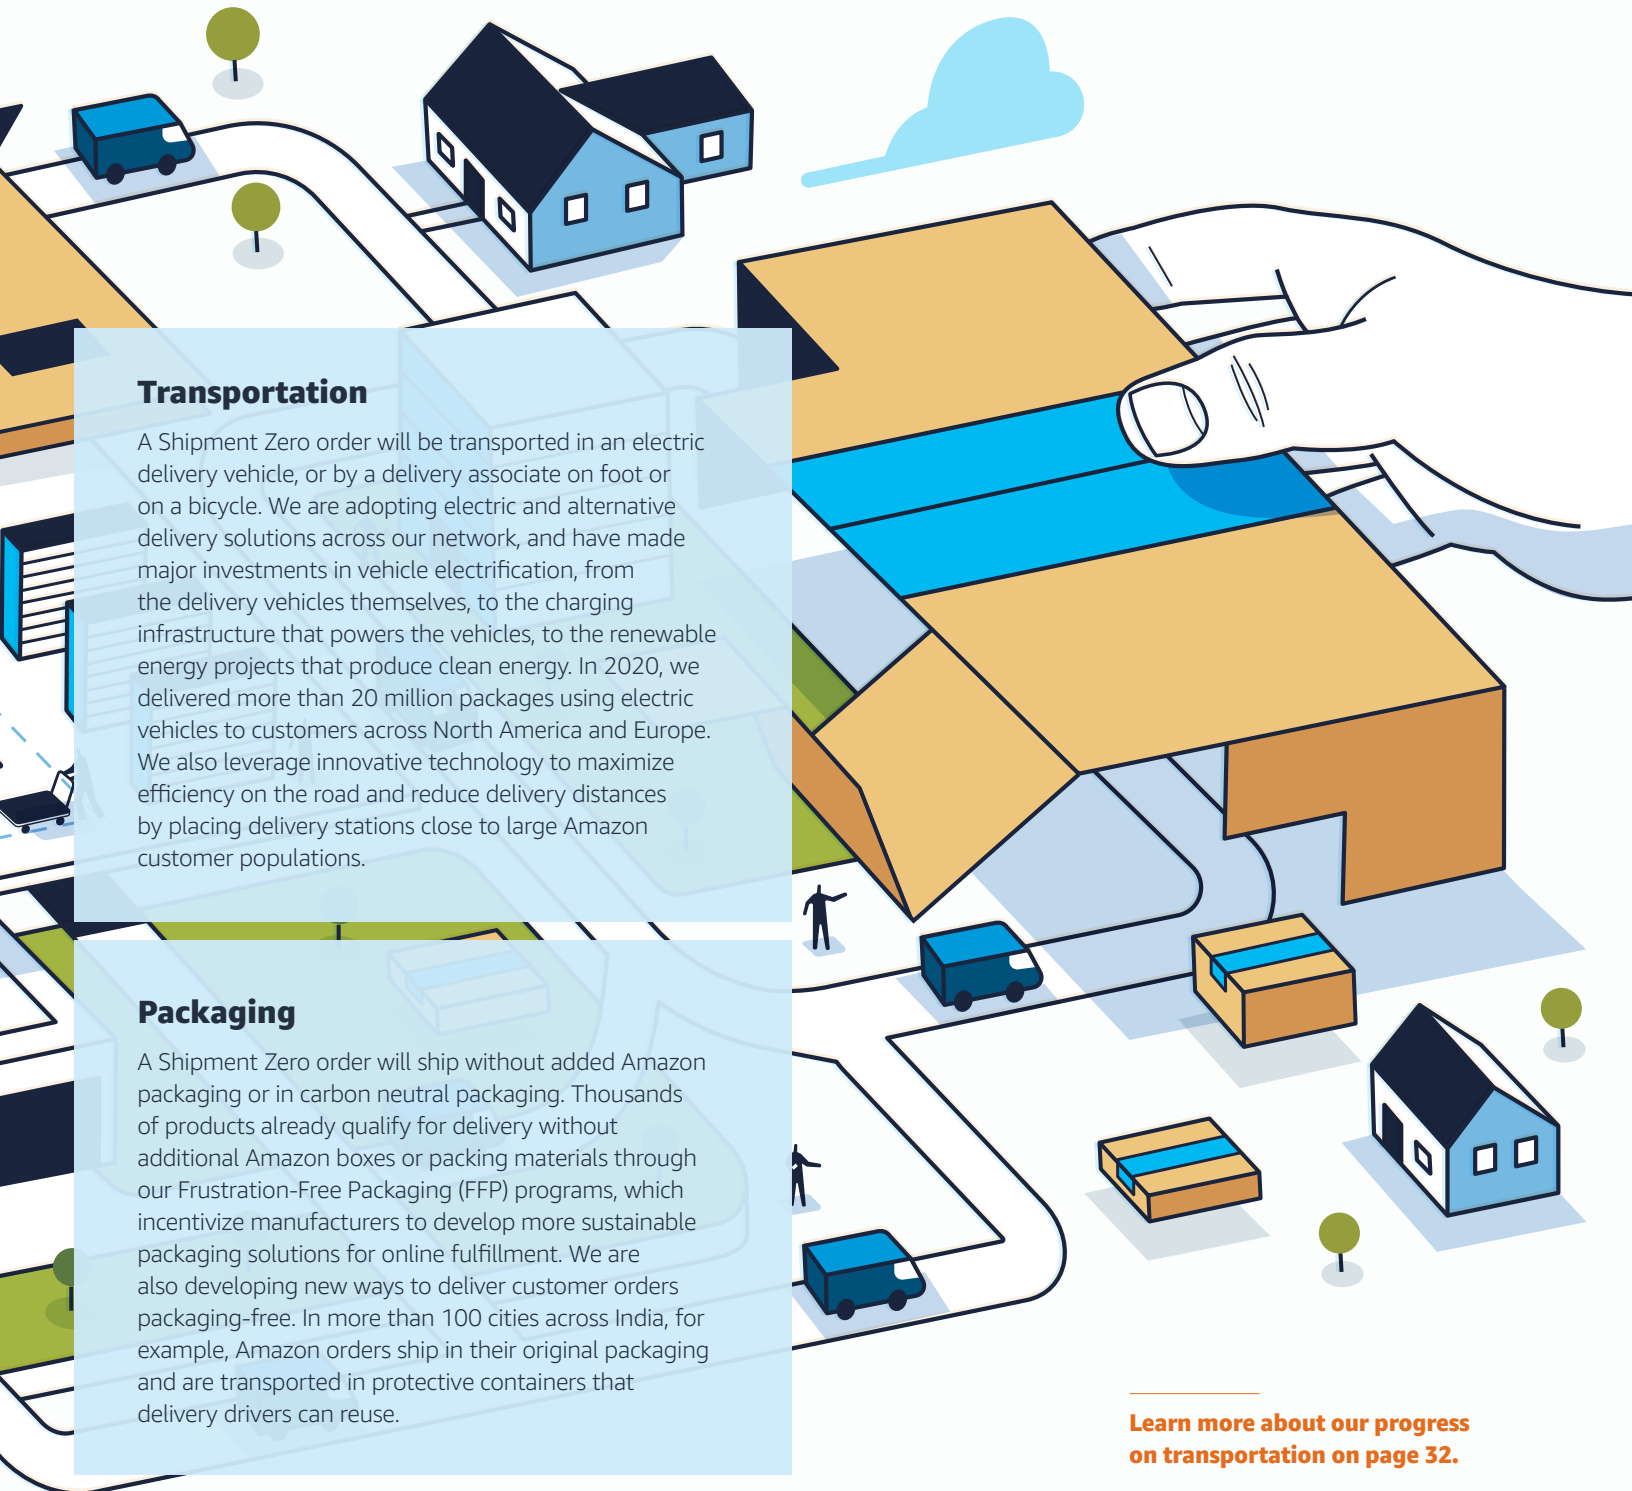 Transportation
A Shipment Zero order will be transported in an electric
delivery vehicle, or by a delivery associate on foot or
on a bicycle. We are adopting electric and alternative
delivery solutions across our network, and have made
major investments in vehicle electrification, from
the delivery vehicles themselves, to the charging
infrastructure that powers the vehicles, to the renewable
energy projects that produce clean energy. In 2020, we
delivered more than 20 million packages using electric
vehicles to customers across North America and Europe.
We also leverage innovative technology to maximize
efficiency on the road and reduce delivery distances
by placing delivery stations close to large Amazon
customer populations.
Packaging
A Shipment Zero order will ship without added Amazon
packaging or in carbon neutral packaging. Thousands
of products already qualify for delivery without
additional Amazon boxes or packing materials through
our Frustration-Free Packaging (FFP) programs, which
incentivize manufacturers to develop more sustainable
packaging solutions for online fulfillment. We are
also developing new ways to deliver customer orders
packaging-free. In more than 100 cities across India, for
example, Amazon orders ship in their original packaging
and are transported in protective containers that
delivery drivers can reuse.
Learn more about our progress
on transportation on page 32.